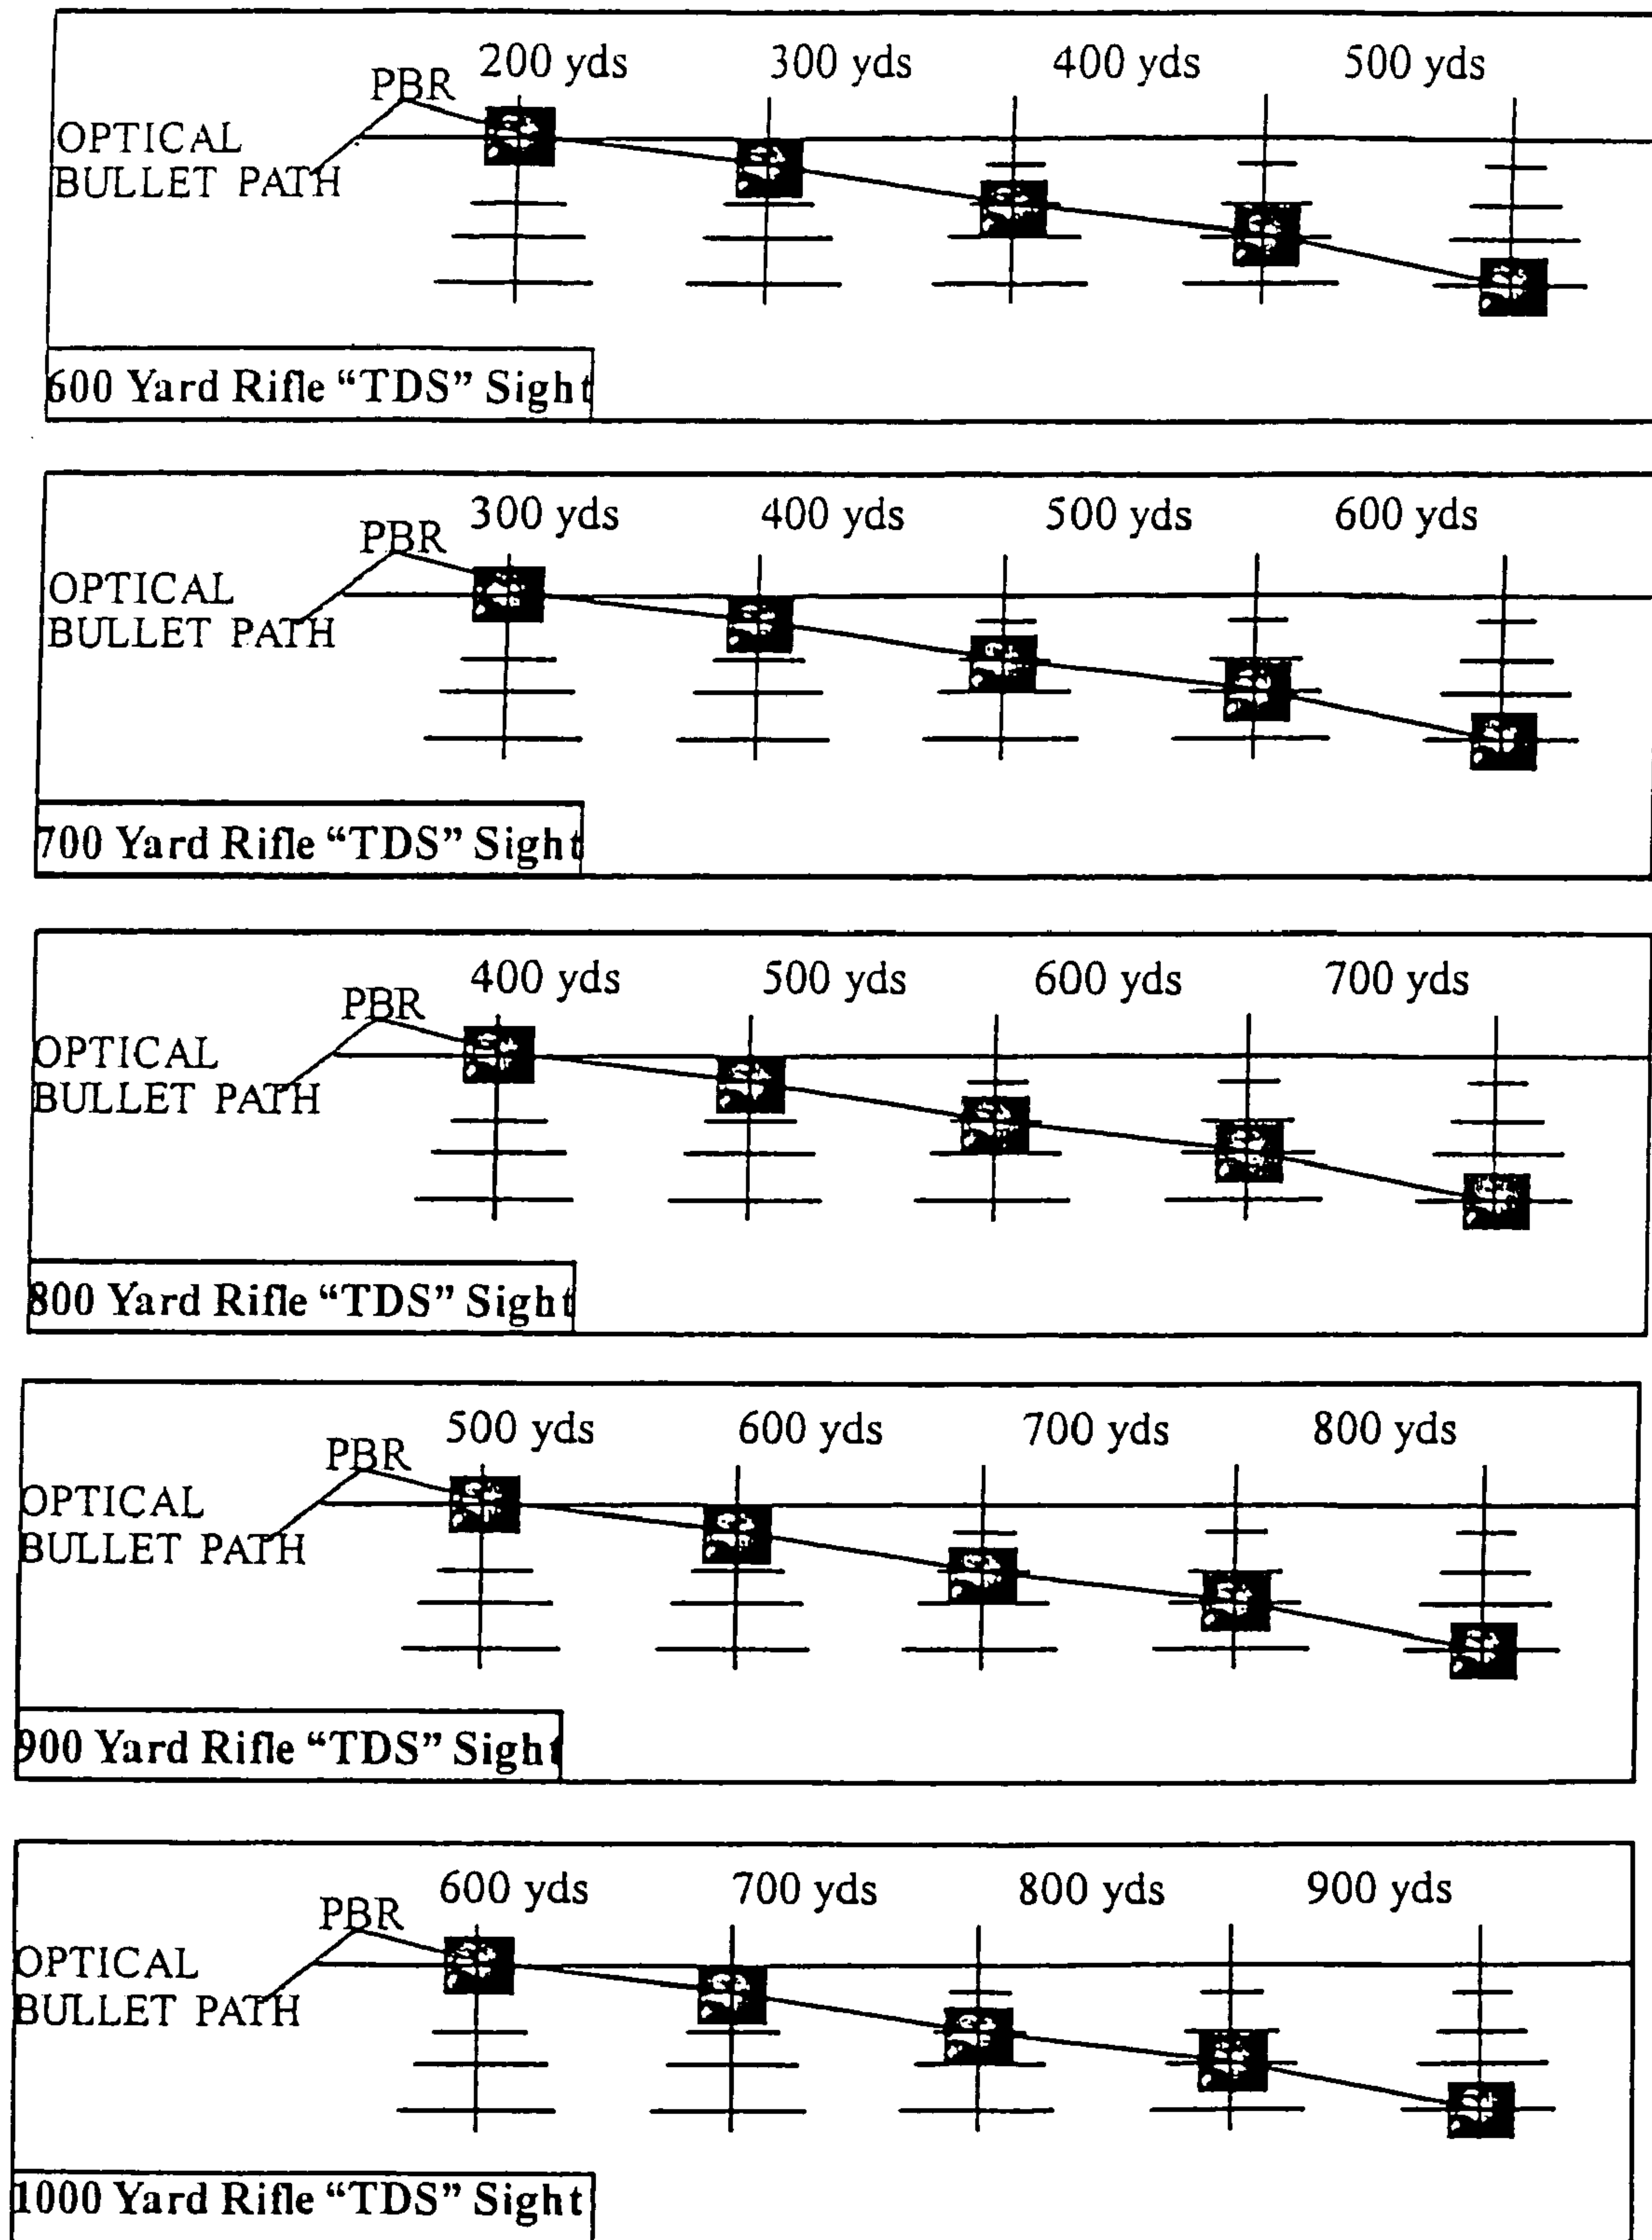 200 yds 300 yds 400 yds 500 yds
PBR
OPTICAL
BULLET PATH
600 Yard Rifle “TDS” Sight
300 yds 400 yds 500 yds 600 yds
PBR
OPTICAL
BULLET PATH
700 Yard Rifle “TDS” Sight
400 yds 500 yds 600 yds 700 yds
PBR
OPTICAL
BULLET PATH
800 Yard Rifle “TDS” Sight
500 yds 600 yds 700 yds 800 yds
PBR
OPTICAL
BULLET PATH
900 Yard Rifle “TDS” Sight
600 yds 700 yds 800 yds 900 yds
PBR
OPTICAL
BULLET PATH
1000 Yard Rifle “TDS” Sight